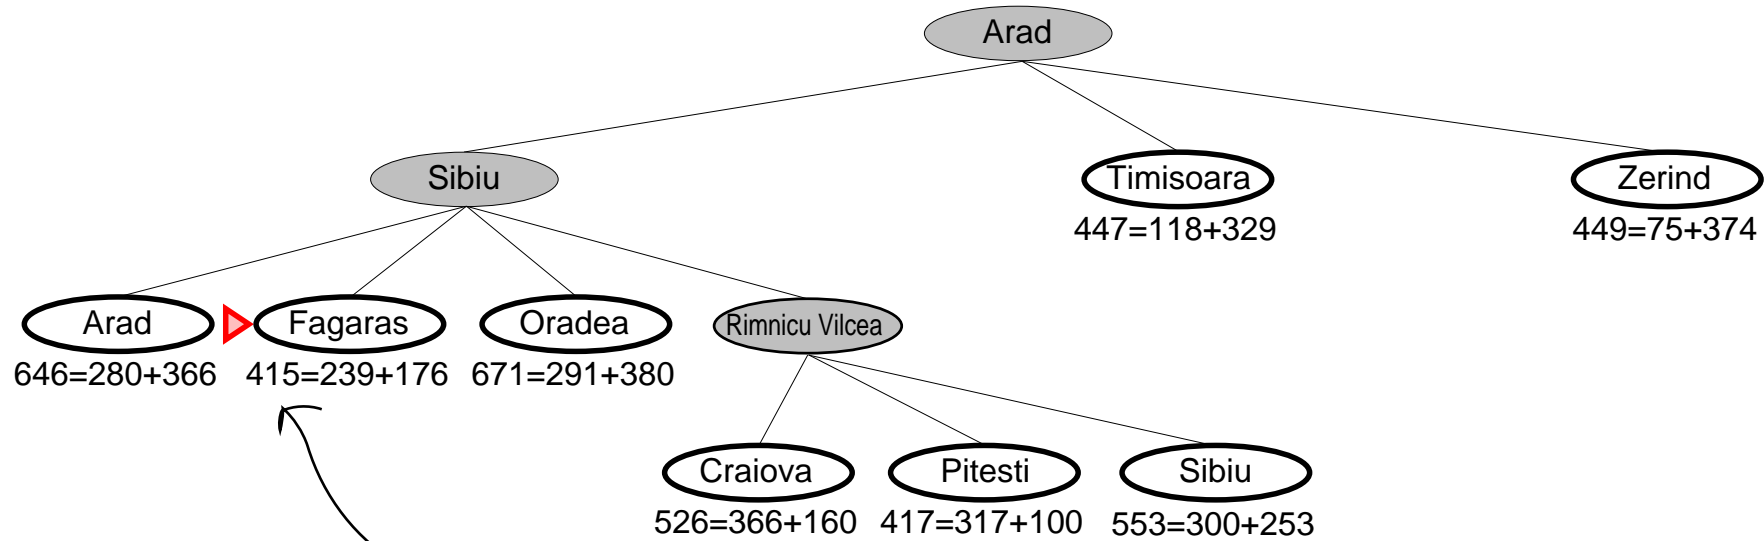 Arad
Sibiu
Timisoara
Zerind
447=118+329
449=75+374
Arad
Fagaras
Oradea
Rimnicu Vilcea
646=280+366
415=239+176
671=291+380
Craiova
Pitesti
Sibiu
526=366+160
417=317+100
553=300+253